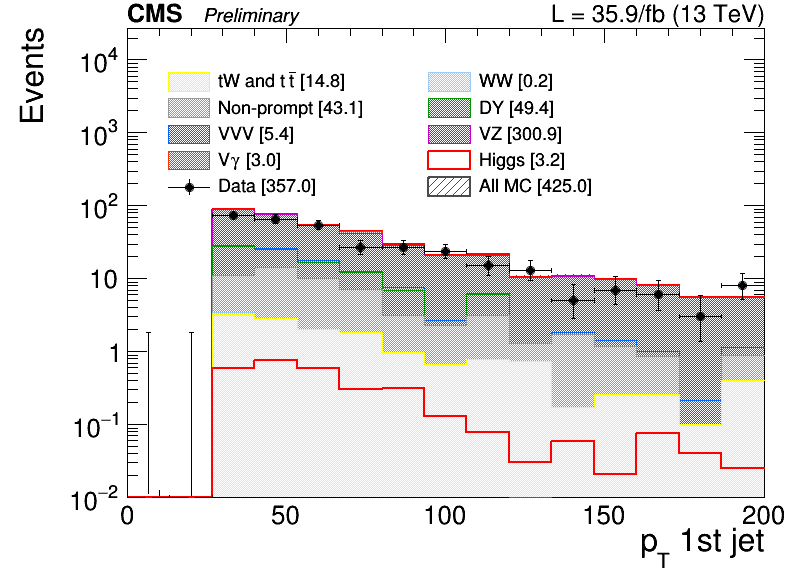 CMS Preliminary L = 35.9/fb (13 TeV)
Events
10⁴
10³
10²
10
1
10⁻¹
10⁻²
tW and t t̄ [14.8]
WW [0.2]
Non-prompt [43.1]
DY [49.4]
VVV [5.4]
VZ [300.9]
Vγ [3.0]
Higgs [3.2]
Data [357.0]
All MC [425.0]
0 50 100 150 200
p_T 1st jet